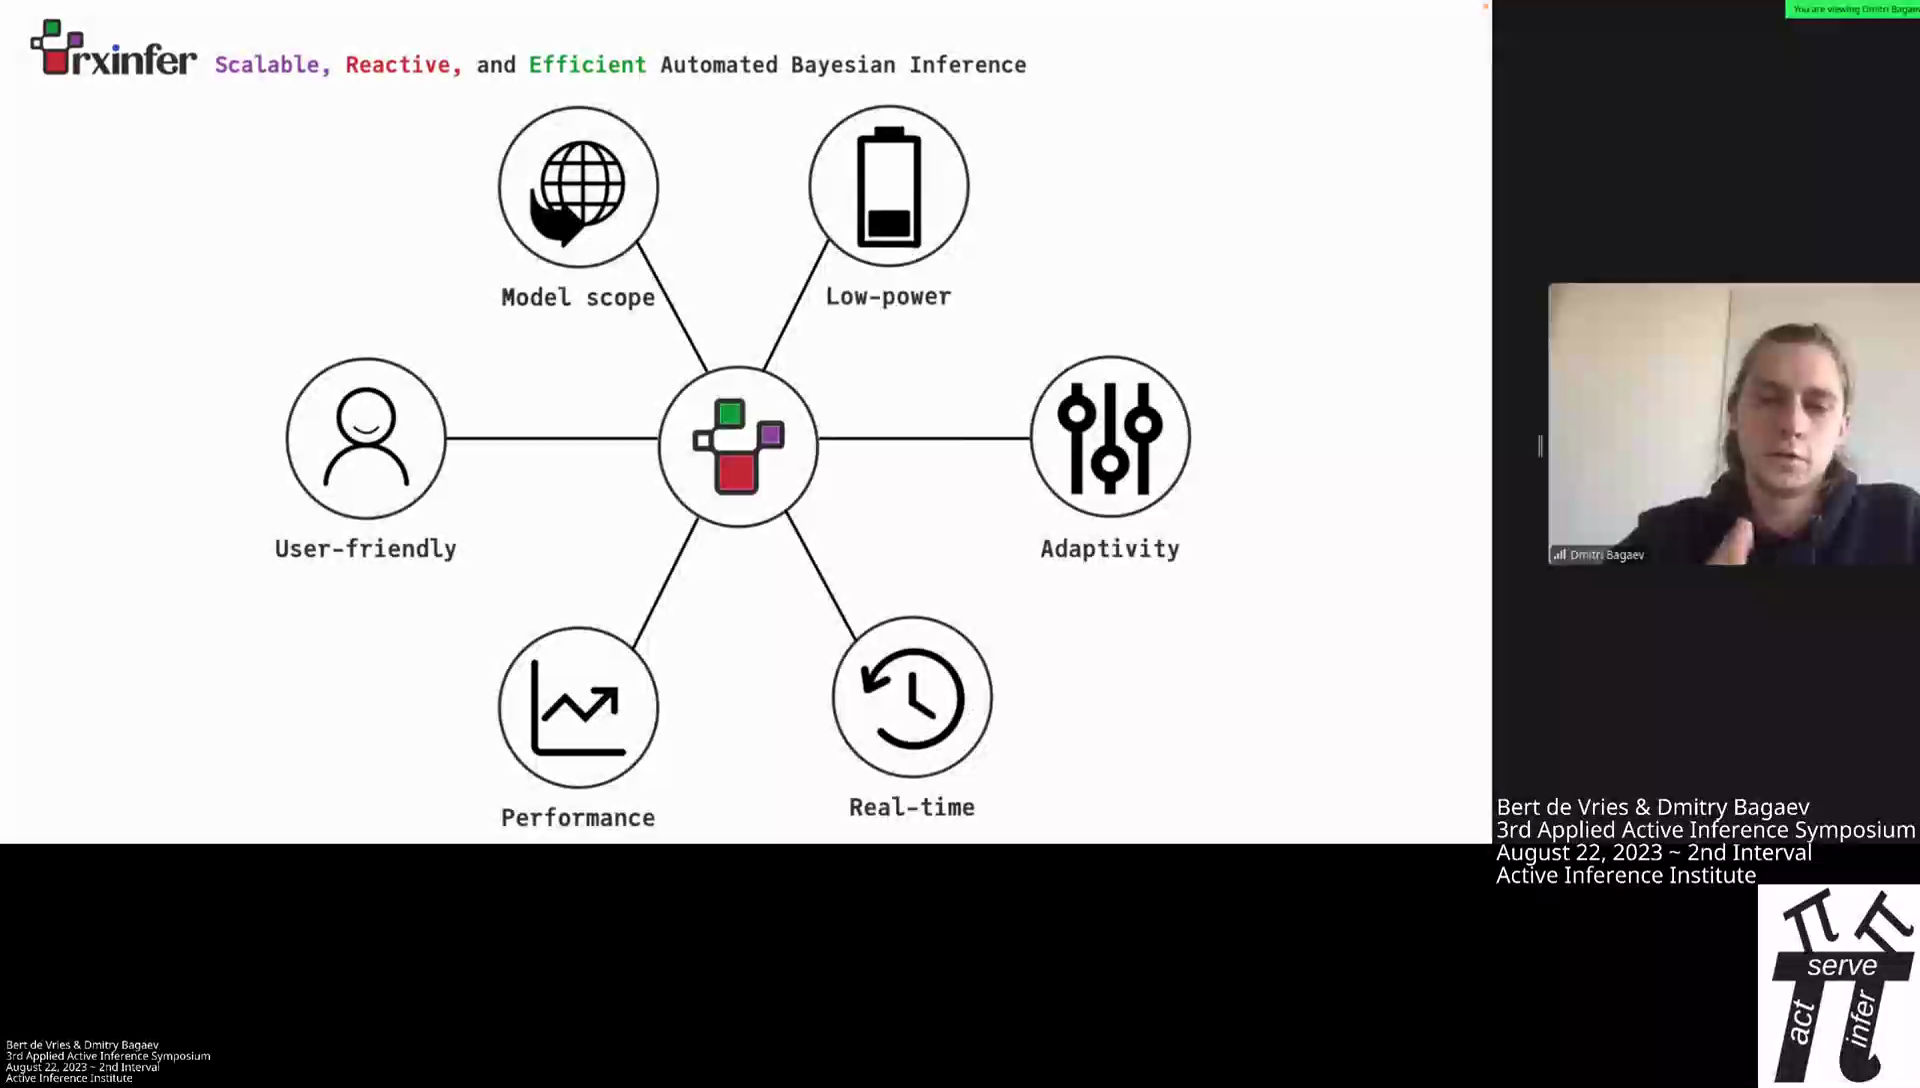 You are viewing Dmitri Bagaev
rxinfer Scalable, Reactive, and Efficient Automated Bayesian Inference
Model scope
Low-power
User-friendly
Adaptivity
Dmitri Bagaev
Performance
Real-time
Bert de Vries & Dmitry Bagaev
3rd Applied Active Inference Symposium
August 22, 2023 ~ 2nd Interval
Active Inference Institute
serve
act
infer
Bert de Vries & Dmitry Bagaev
3rd Applied Active Inference Symposium
August 22, 2023 ~ 2nd Interval
Active Inference Institute